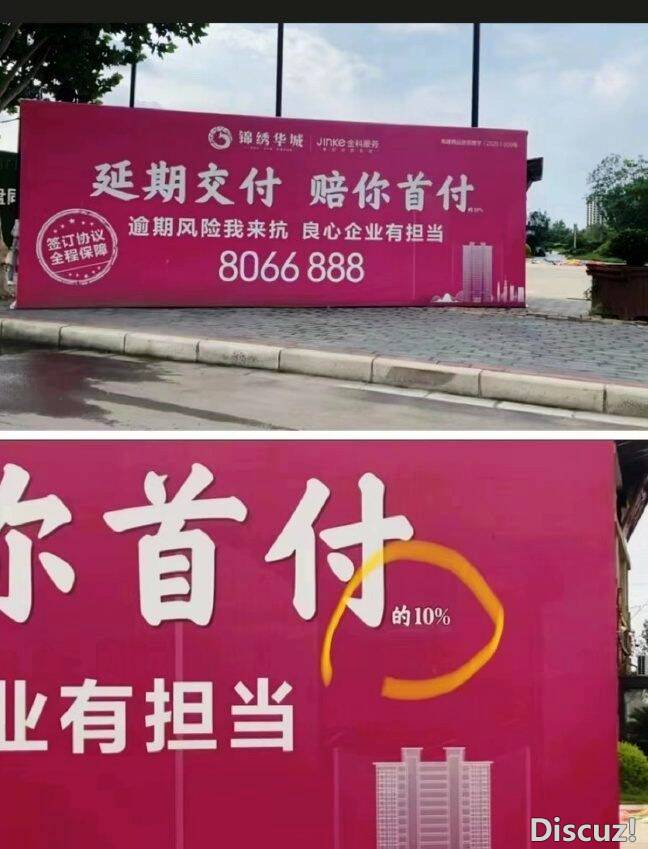 锦绣华城 JINKE金科服务
延期交付 赔你首付
的10%
逾期风险我来抗 良心企业有担当
签订协议
全程保障
8066 888
你首付
的10%
业有担当
Discuz!